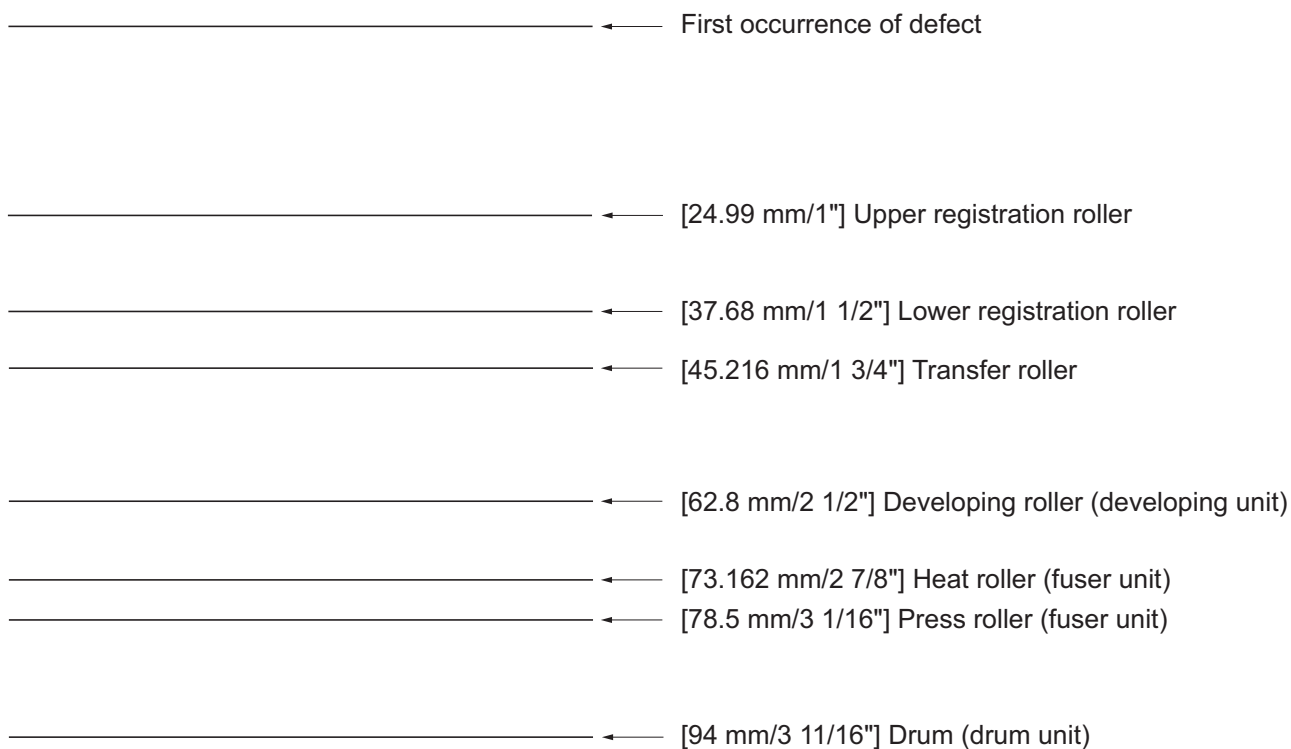 First occurrence of defect
[24.99 mm/1"] Upper registration roller
[37.68 mm/1 1/2"] Lower registration roller
[45.216 mm/1 3/4"] Transfer roller
[62.8 mm/2 1/2"] Developing roller (developing unit)
[73.162 mm/2 7/8"] Heat roller (fuser unit)
[78.5 mm/3 1/16"] Press roller (fuser unit)
[94 mm/3 11/16"] Drum (drum unit)